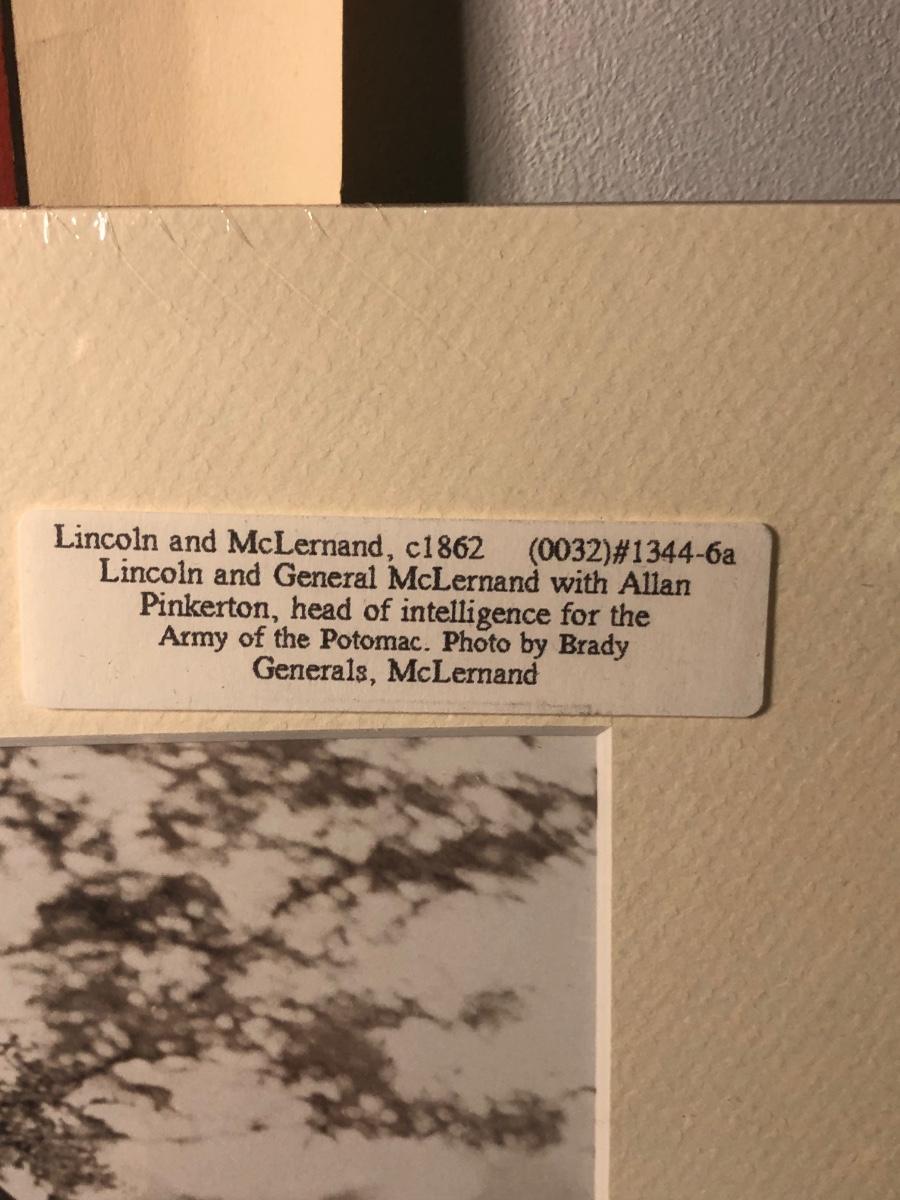 Lincoln and McLernand, c1862 (0032)#1344-6a
Lincoln and General McLernand with Allan
Pinkerton, head of intelligence for the
Army of the Potomac. Photo by Brady
Generals, McLernand